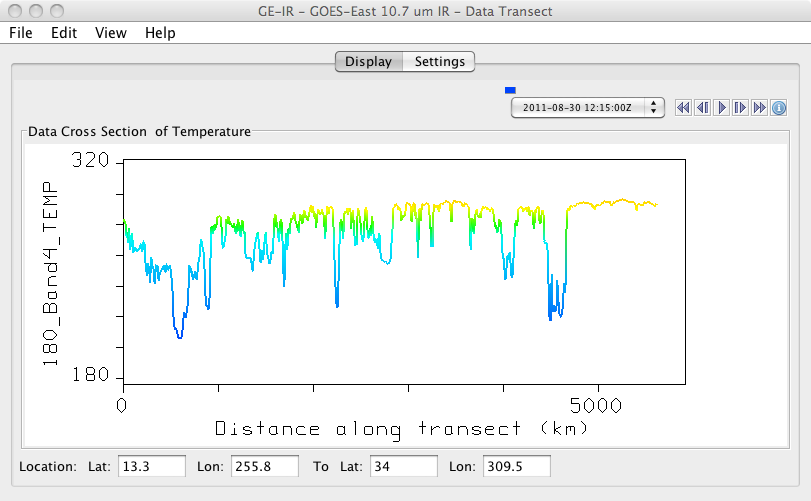 GE-IR - GOES-East 10.7 um IR - Data Transect
File Edit View Help
Display Settings
2011-08-30 12:15:00Z
Data Cross Section of Temperature
320
180_Band4_TEMP
180
0 5000
Distance along transect (km)
Location: Lat: 13.3 Lon: 255.8 To Lat: 34 Lon: 309.5